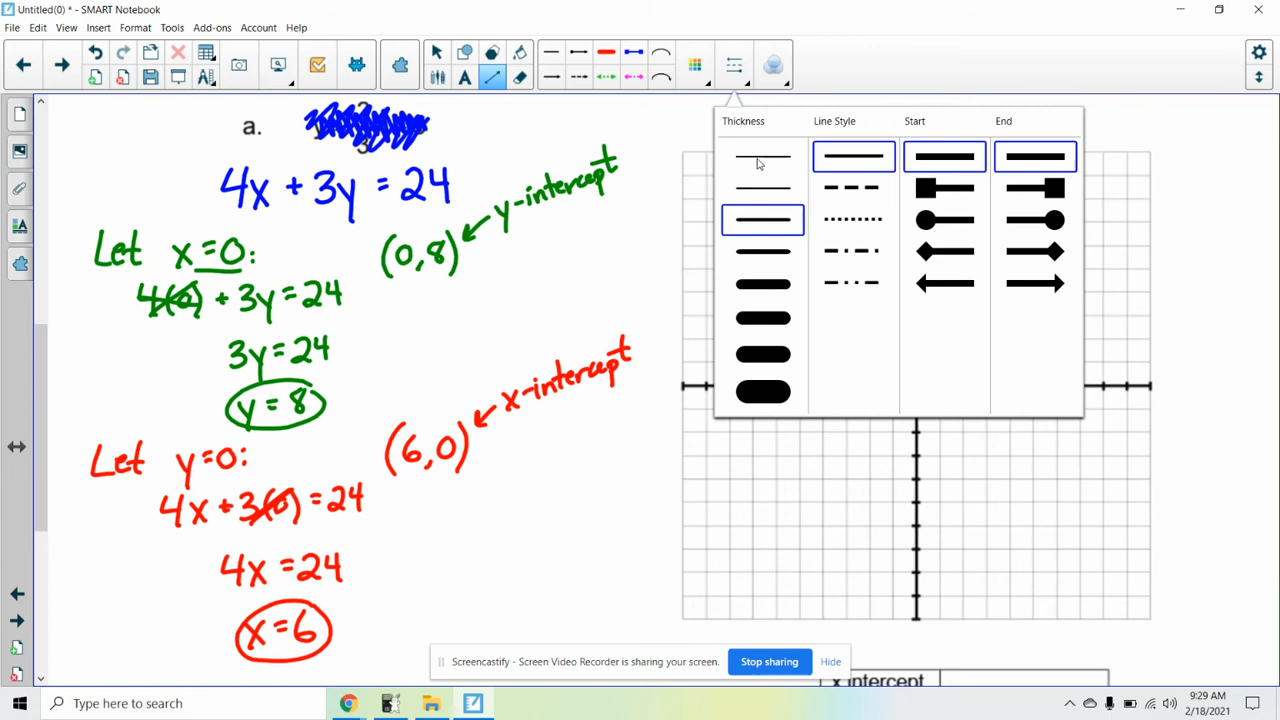 Untitled(0) * - SMART Notebook
File Edit View Insert Format Tools Add-ons Account Help
Thickness Line Style Start End
a.
4x + 3y = 24
y-intercept
Let x = 0:
(0,8)
4(0) + 3y = 24
3y = 24
y = 8
x-intercept
Let y=0:
(6,0)
4x + 3(0) = 24
4x = 24
x = 6
Screencastify - Screen Video Recorder is sharing your screen. Stop sharing Hide
x intercept
Type here to search
9:29 AM
2/18/2021